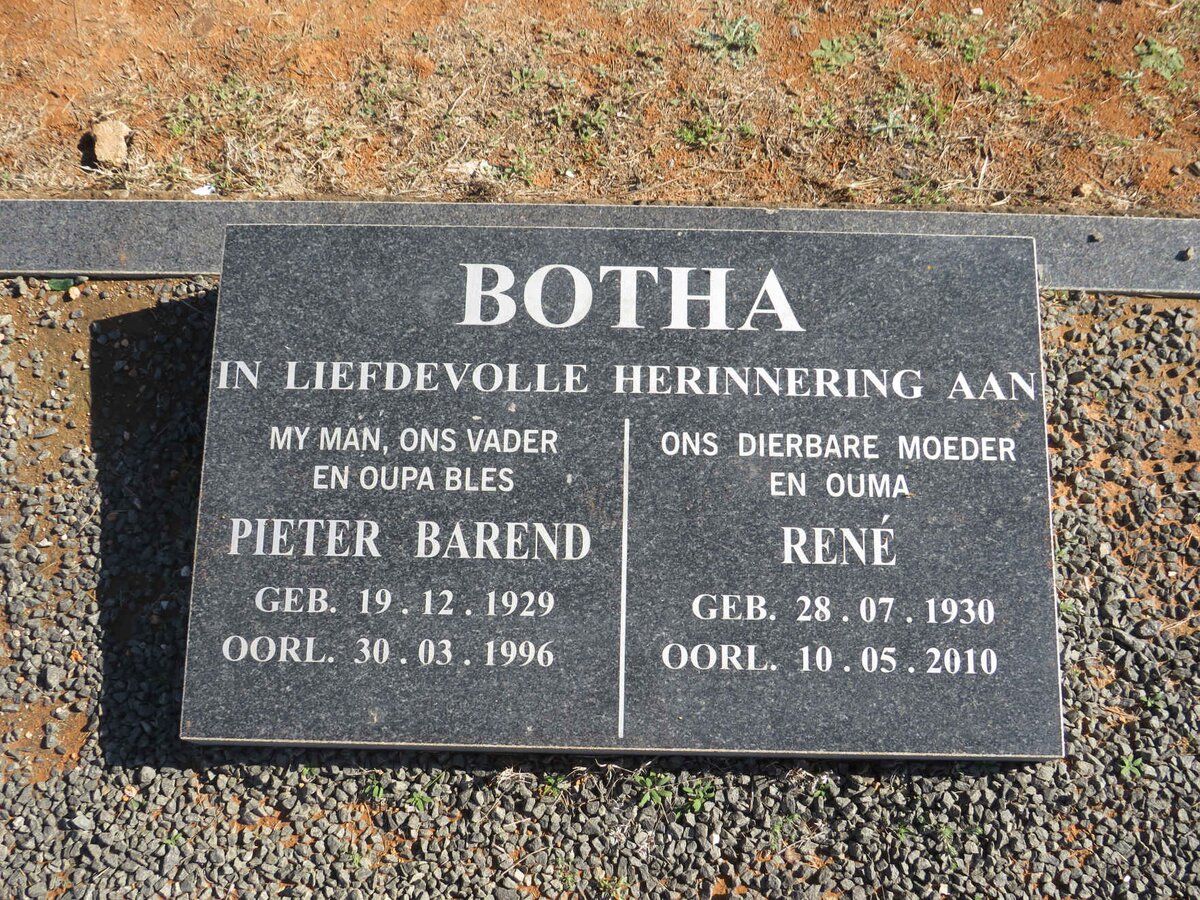 BOTHA
IN LIEFDEVOLLE HERINNERING AAN
MY MAN, ONS VADER
EN OUPA BLES
PIETER BAREND
GEB. 19 . 12 . 1929
OORL. 30 . 03 . 1996
ONS DIERBARE MOEDER
EN OUMA
RENÉ
GEB. 28 . 07 . 1930
OORL. 10 . 05 . 2010